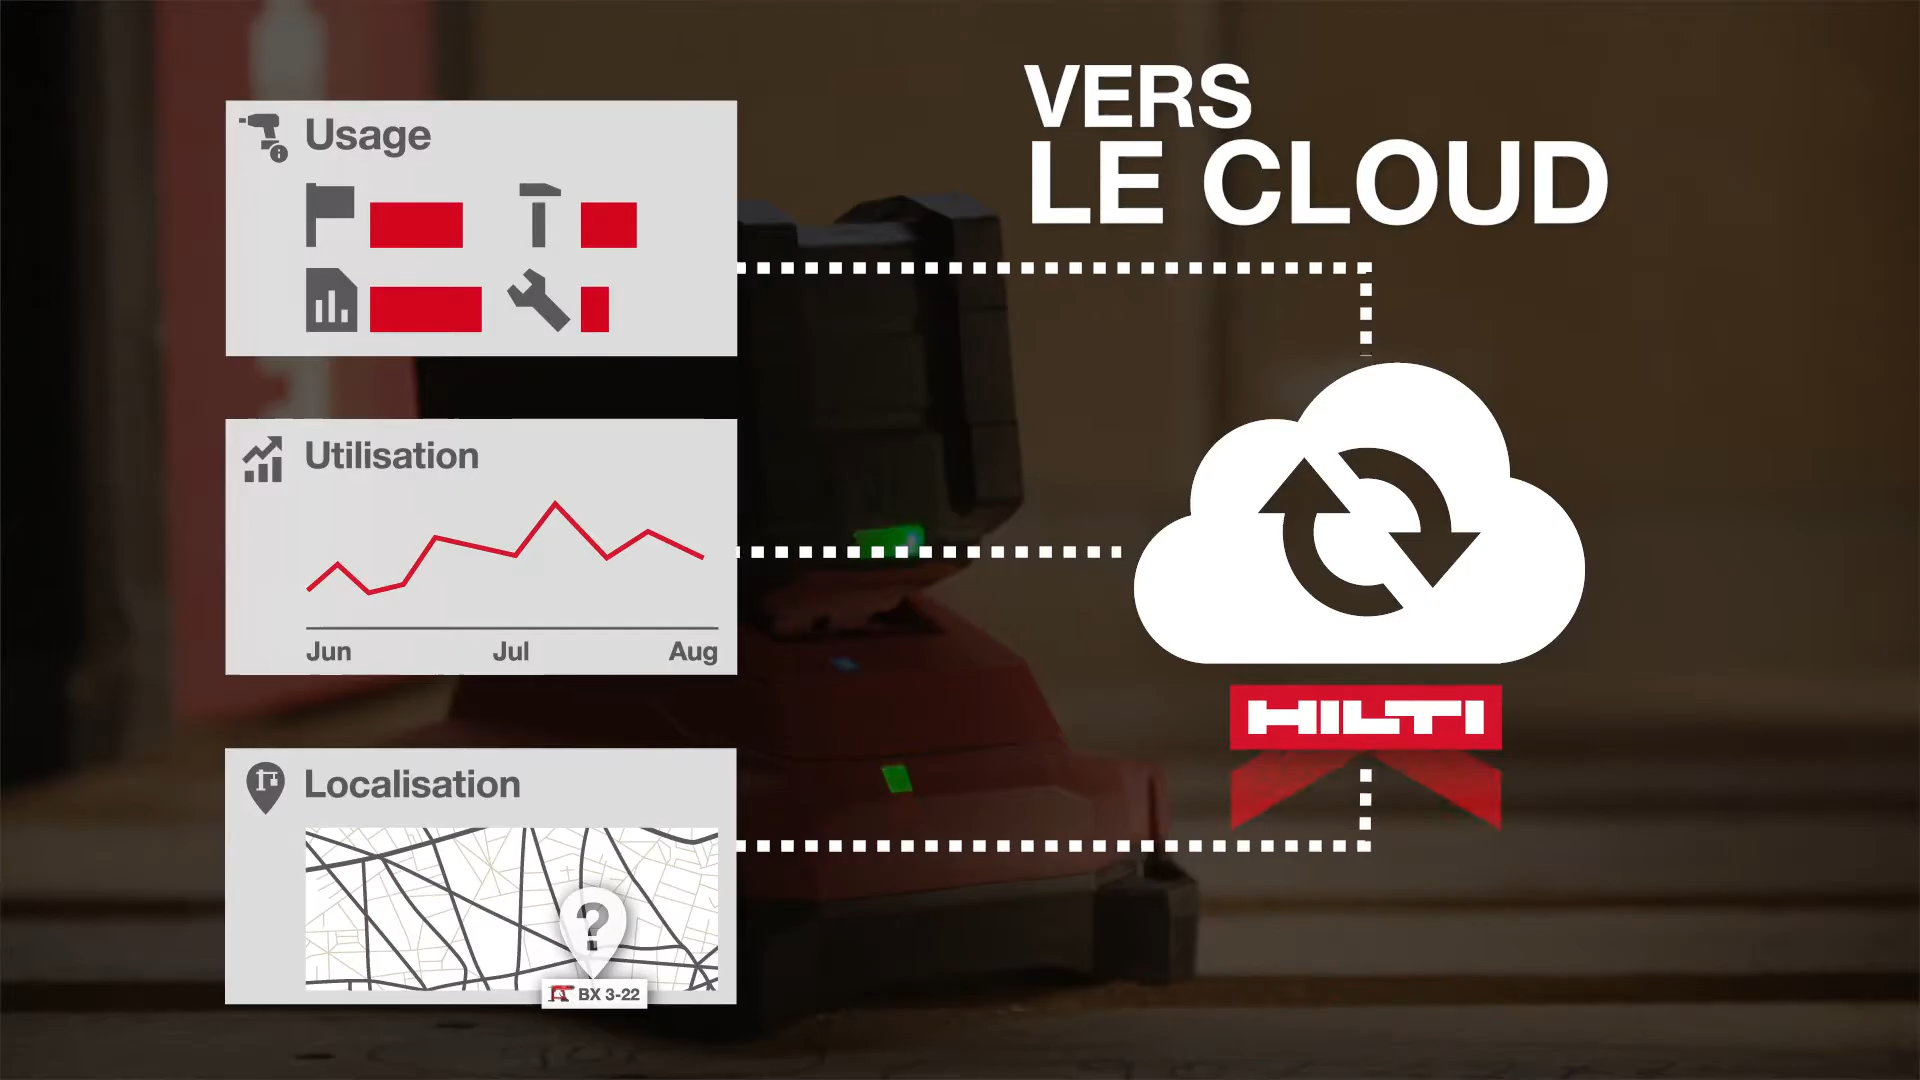 VERS
LE CLOUD
Usage
Utilisation
Jun Jul Aug
HILTI
Localisation
?
BX 3-22